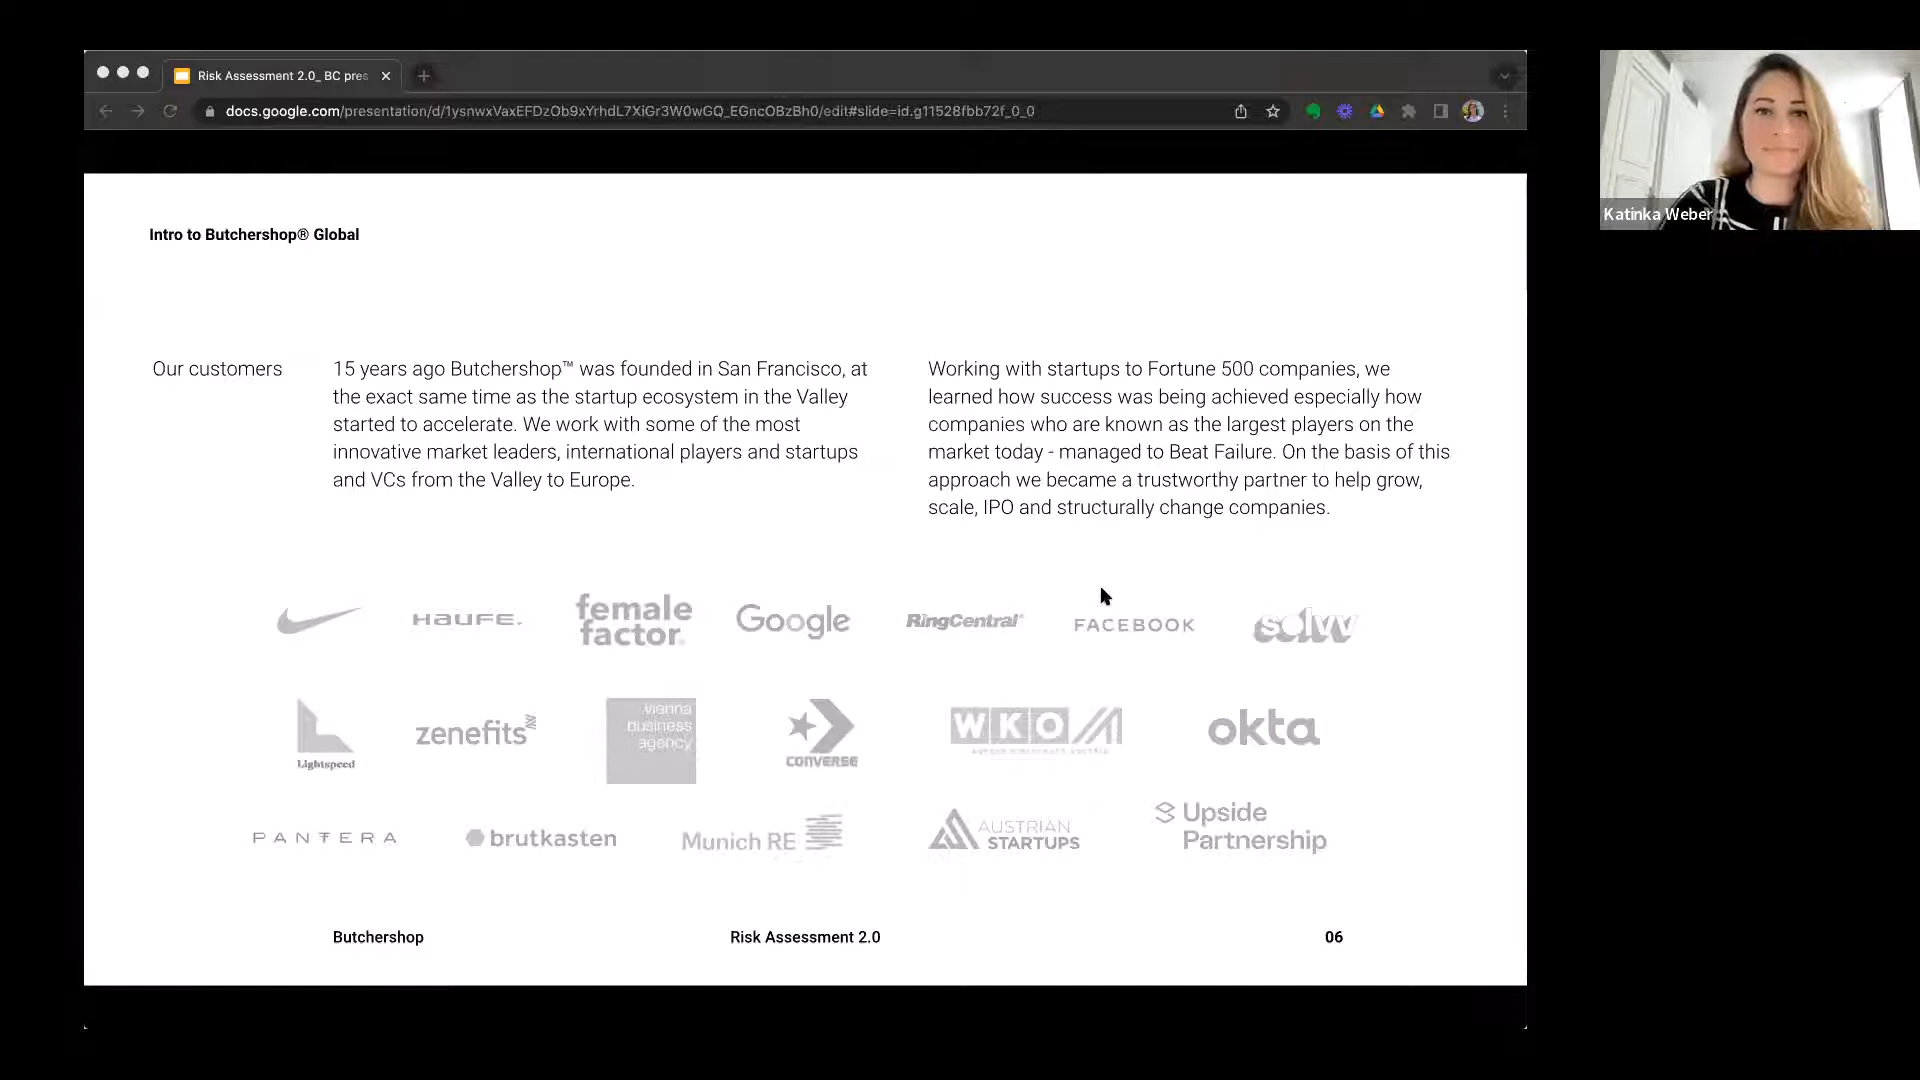 Risk Assessment 2.0_ BC pres
docs.google.com/presentation/d/1ysnwxVaxEFDzOb9xYrhdL7XiGr3W0wGQ_EGncOBzBh0/edit#slide=id.g11528fbb72f_0_0
Katinka Weber
Intro to Butchershop® Global
Our customers
15 years ago Butchershop™ was founded in San Francisco, at
the exact same time as the startup ecosystem in the Valley
started to accelerate. We work with some of the most
innovative market leaders, international players and startups
and VCs from the Valley to Europe.
Working with startups to Fortune 500 companies, we
learned how success was being achieved especially how
companies who are known as the largest players on the
market today - managed to Beat Failure. On the basis of this
approach we became a trustworthy partner to help grow,
scale, IPO and structurally change companies.
HAUFE.
female
factor.
Google
RingCentral®
FACEBOOK
solvv
Lightspeed
zenefits
vienna
business
agency
CONVERSE
WKO
okta
PANTERA
brutkasten
Munich RE
AUSTRIAN
STARTUPS
Upside
Partnership
Butchershop
Risk Assessment 2.0
06